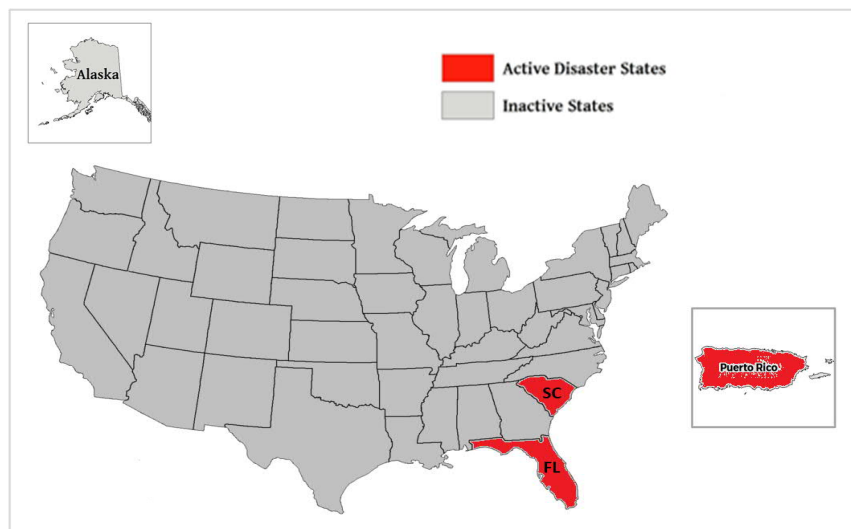 Alaska
Active Disaster States
Inactive States
Puerto Rico
SC
FL